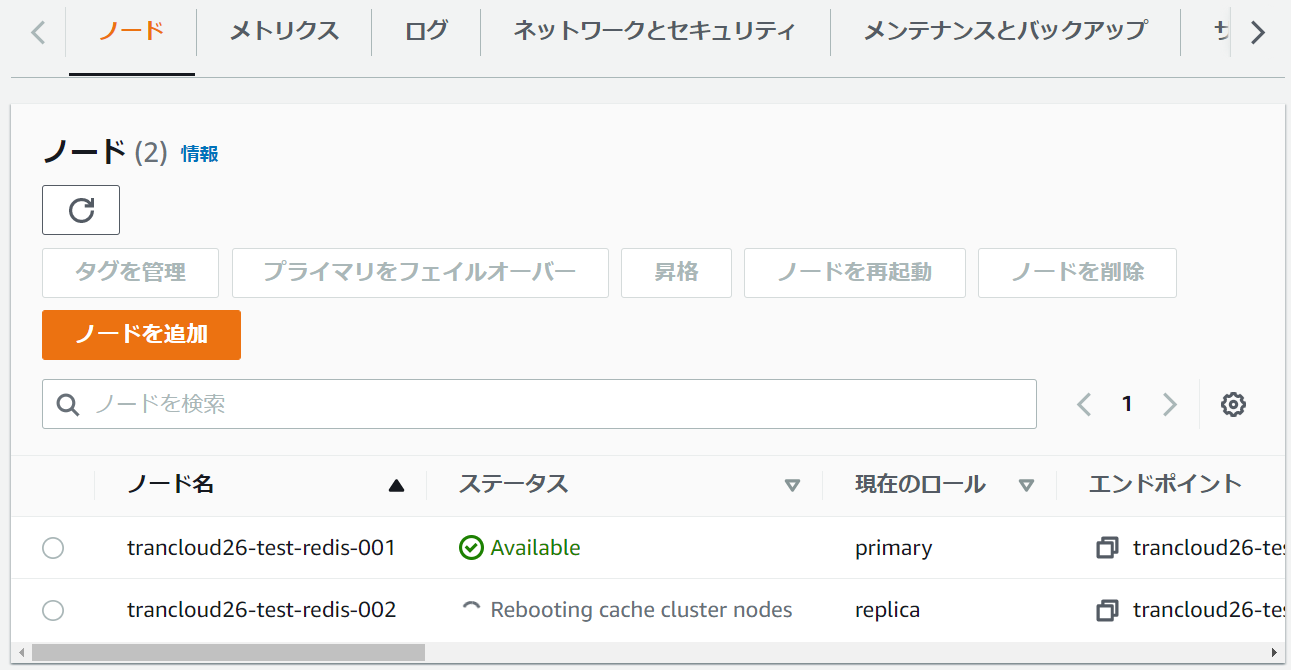 ノード メトリクス ログ ネットワークとセキュリティ メンテナンスとバックアップ
ノード (2) 情報
タグを管理 プライマリをフェイルオーバー 昇格 ノードを再起動 ノードを削除
ノードを追加
ノードを検索 1
ノード名 ステータス 現在のロール エンドポイント
trancloud26-test-redis-001 Available primary trancloud26-tes
trancloud26-test-redis-002 Rebooting cache cluster nodes replica trancloud26-tes